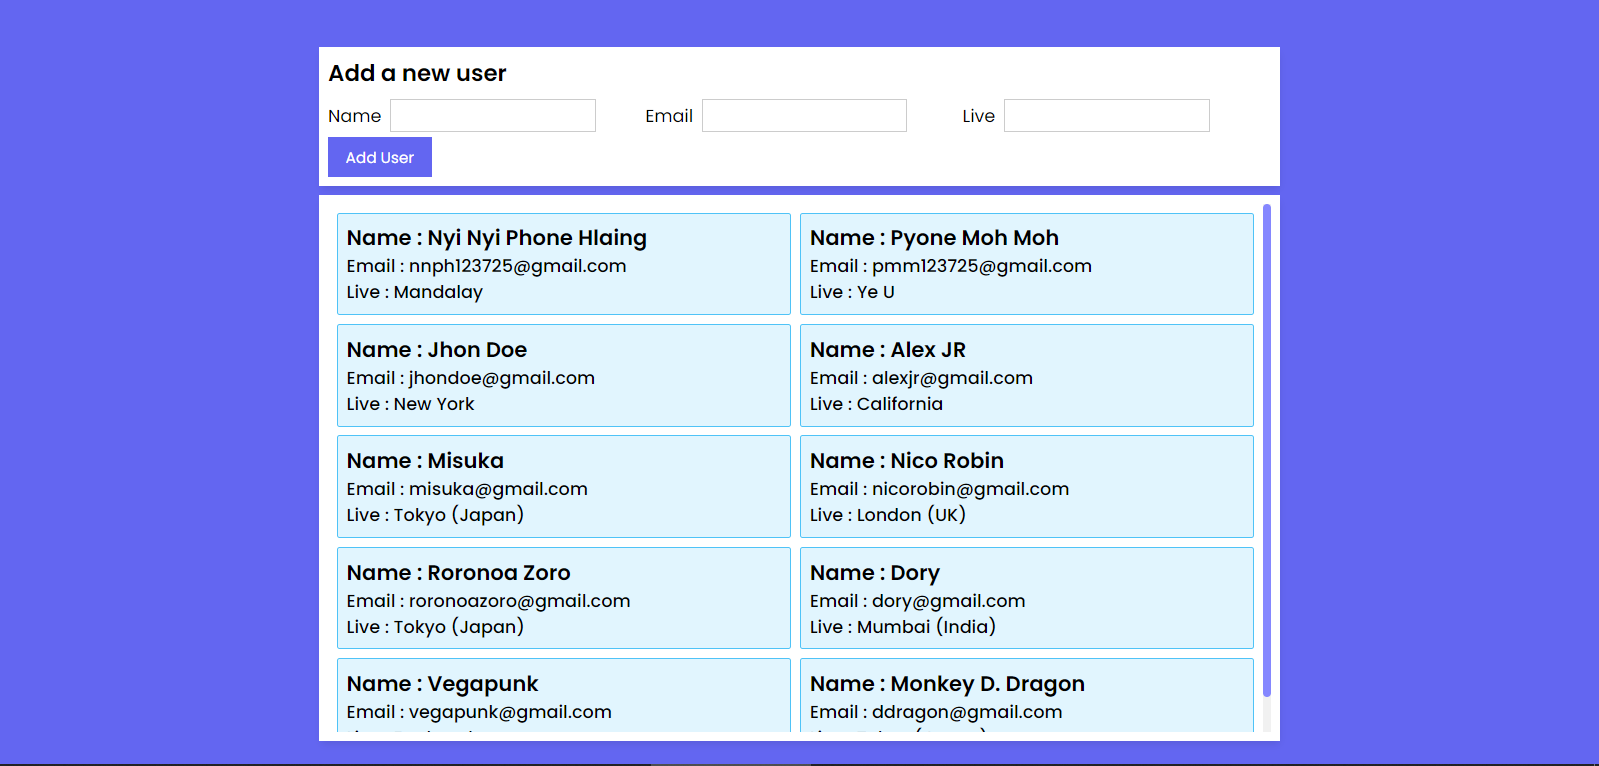 Add a new user
Name Email Live
Add User
Name : Nyi Nyi Phone Hlaing
Email : nnph123725@gmail.com
Live : Mandalay
Name : Pyone Moh Moh
Email : pmm123725@gmail.com
Live : Ye U
Name : Jhon Doe
Email : jhondoe@gmail.com
Live : New York
Name : Alex JR
Email : alexjr@gmail.com
Live : California
Name : Misuka
Email : misuka@gmail.com
Live : Tokyo (Japan)
Name : Nico Robin
Email : nicorobin@gmail.com
Live : London (UK)
Name : Roronoa Zoro
Email : roronoazoro@gmail.com
Live : Tokyo (Japan)
Name : Dory
Email : dory@gmail.com
Live : Mumbai (India)
Name : Vegapunk
Email : vegapunk@gmail.com
Name : Monkey D. Dragon
Email : ddragon@gmail.com